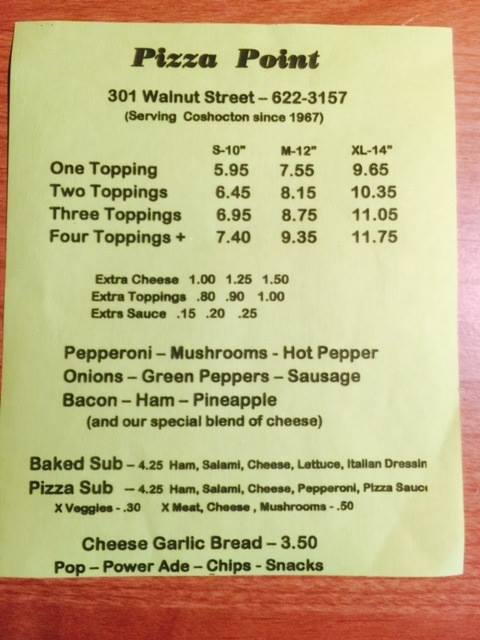 Pizza Point
301 Walnut Street – 622-3157
(Serving Coshocton since 1967)
S-10" M-12" XL-14"
One Topping 5.95 7.55 9.65
Two Toppings 6.45 8.15 10.35
Three Toppings 6.95 8.75 11.05
Four Toppings + 7.40 9.35 11.75
Extra Cheese 1.00 1.25 1.50
Extra Toppings .80 .90 1.00
Extrs Sauce .15 .20 .25
Pepperoni – Mushrooms - Hot Pepper
Onions – Green Peppers – Sausage
Bacon – Ham – Pineapple
(and our special blend of cheese)
Baked Sub – 4.25 Ham, Salami, Cheese, Lettuce, Italian Dressin
Pizza Sub – 4.25 Ham, Salami, Cheese, Pepperoni, Pizza Sauc
X Veggies - .30 X Meat, Cheese , Mushrooms - .50
Cheese Garlic Bread – 3.50
Pop – Power Ade – Chips - Snacks